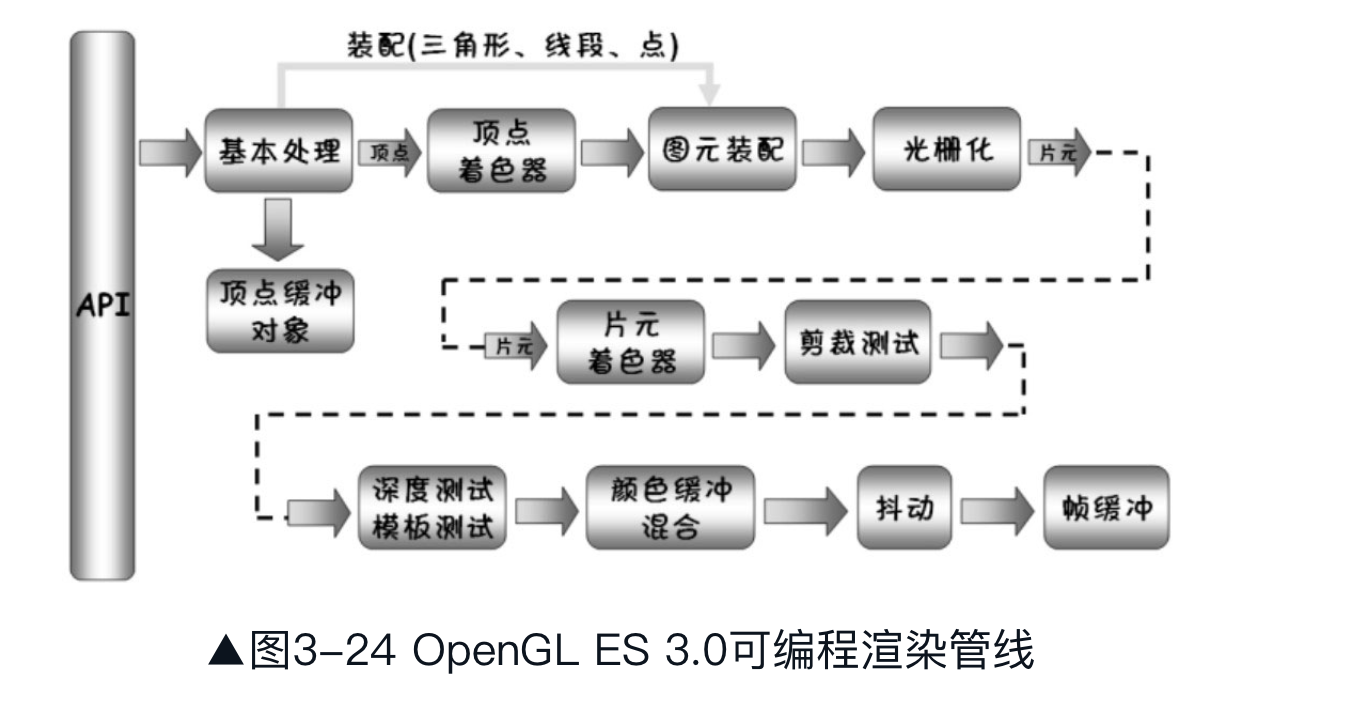 装配(三角形、线段、点)
基本处理
顶点
顶点
着色器
图元装配
光栅化
片元
API
顶点缓冲
对象
片元
片元
着色器
剪裁测试
深度测试
模板测试
颜色缓冲
混合
抖动
帧缓冲
▲图3-24 OpenGL ES 3.0可编程渲染管线